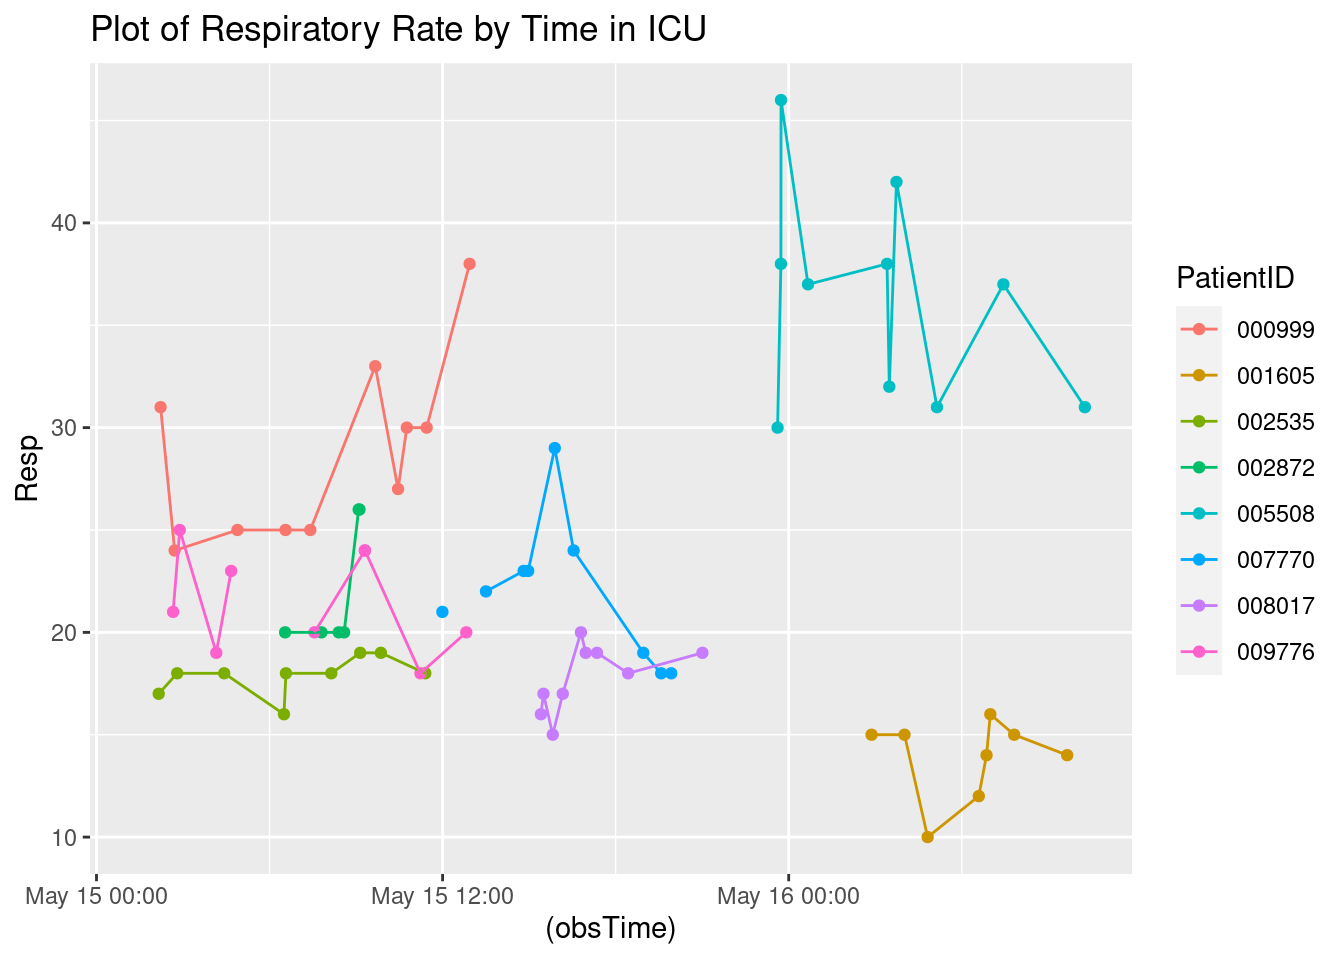 Plot of Respiratory Rate by Time in ICU
Resp
40
30
20
10
May 15 00:00
May 15 12:00
May 16 00:00
(obsTime)
PatientID
000999
001605
002535
002872
005508
007770
008017
009776